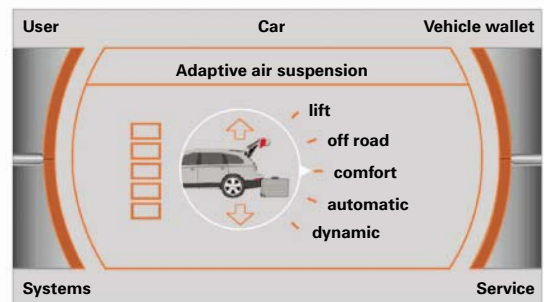 User Car Vehicle wallet
Adaptive air suspension
lift
off road
comfort
automatic
dynamic
Systems Service